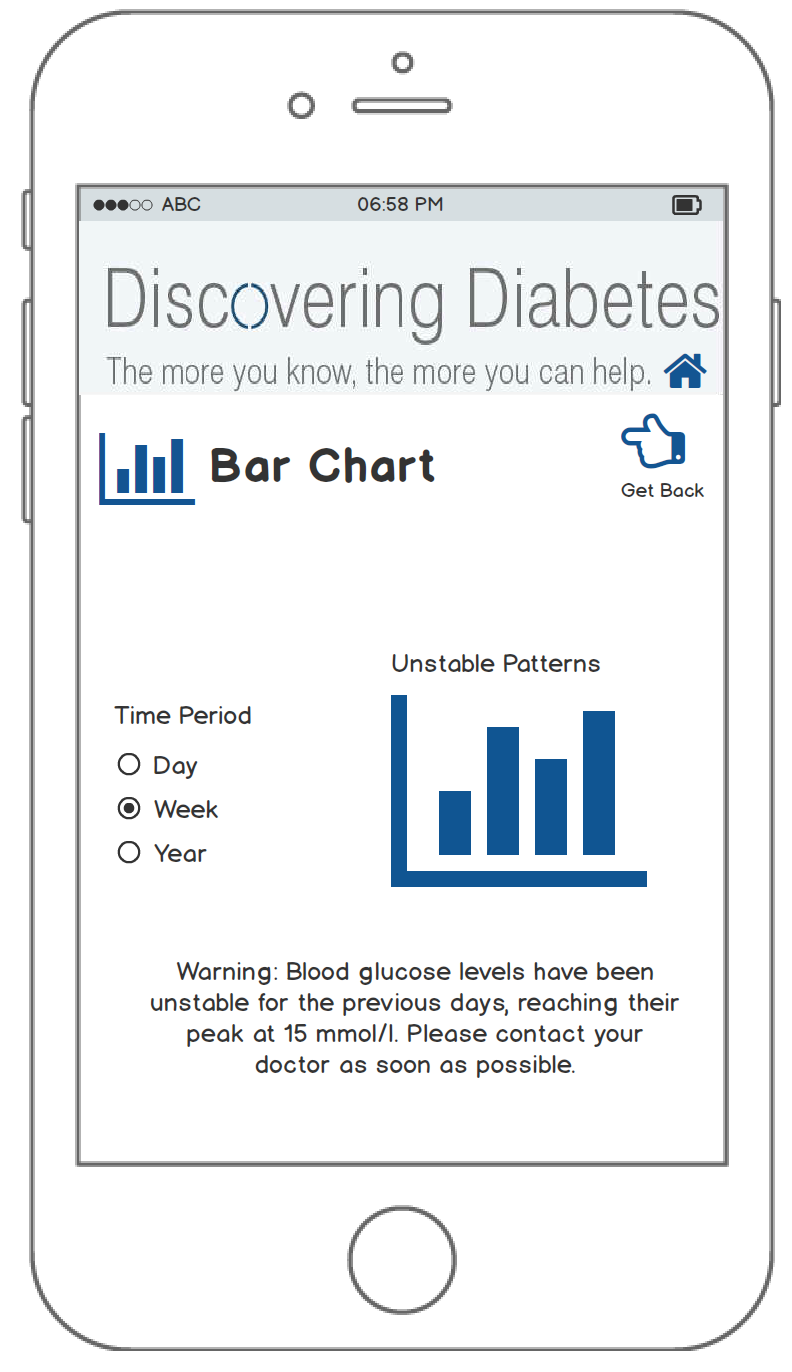 ABC
06:58 PM
Discovering Diabetes
The more you know, the more you can help.
Bar Chart
Get Back
Unstable Patterns
Time Period
Day
Week
Year
Warning: Blood glucose levels have been
unstable for the previous days, reaching their
peak at 15 mmol/l. Please contact your
doctor as soon as possible.